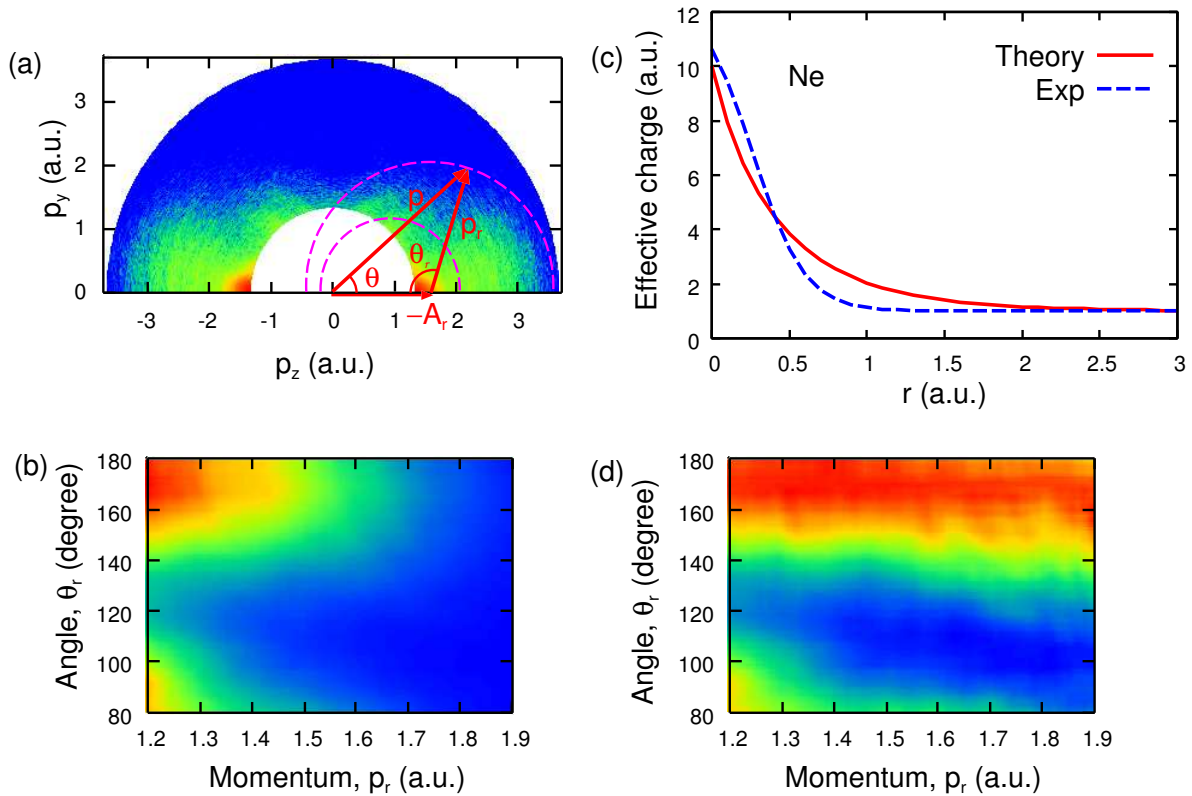 (a)
p_y (a.u.)
3
2
1
0
-3
-2
-1
0
1
2
3
p_z (a.u.)
p
p_r
θ
θ_r
−A_r
(c)
Effective charge (a.u.)
12
10
8
6
4
2
0
0
0.5
1
1.5
2
2.5
3
r (a.u.)
Ne
Theory
Exp
(b)
Angle, θ_r (degree)
180
160
140
120
100
80
1.2
1.3
1.4
1.5
1.6
1.7
1.8
1.9
Momentum, p_r (a.u.)
(d)
Angle, θ_r (degree)
180
160
140
120
100
80
1.2
1.3
1.4
1.5
1.6
1.7
1.8
1.9
Momentum, p_r (a.u.)